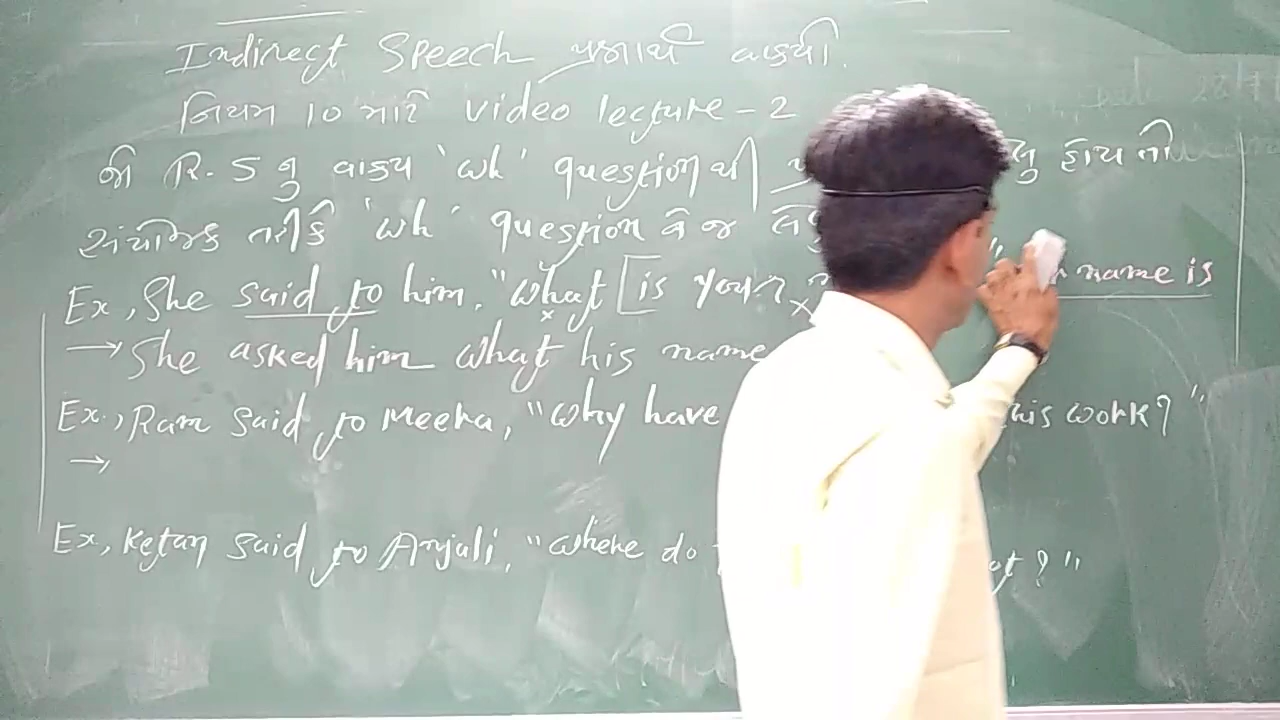 Indirect Speech પ્રશ્નાર્થ વાક્યો.
નિયમ 10 માટે video lecture - 2
જો R. S નુ વાક્ય 'wh' question થી હોય તો
સંયોજક તરીકે 'wh' question ને જ
Ex, She said to him, "what [is your name is
→ She asked him what his name
Ex., Ram said to Meera, "why have this work?"
→
Ex, Ketan said to Anjali, "where do